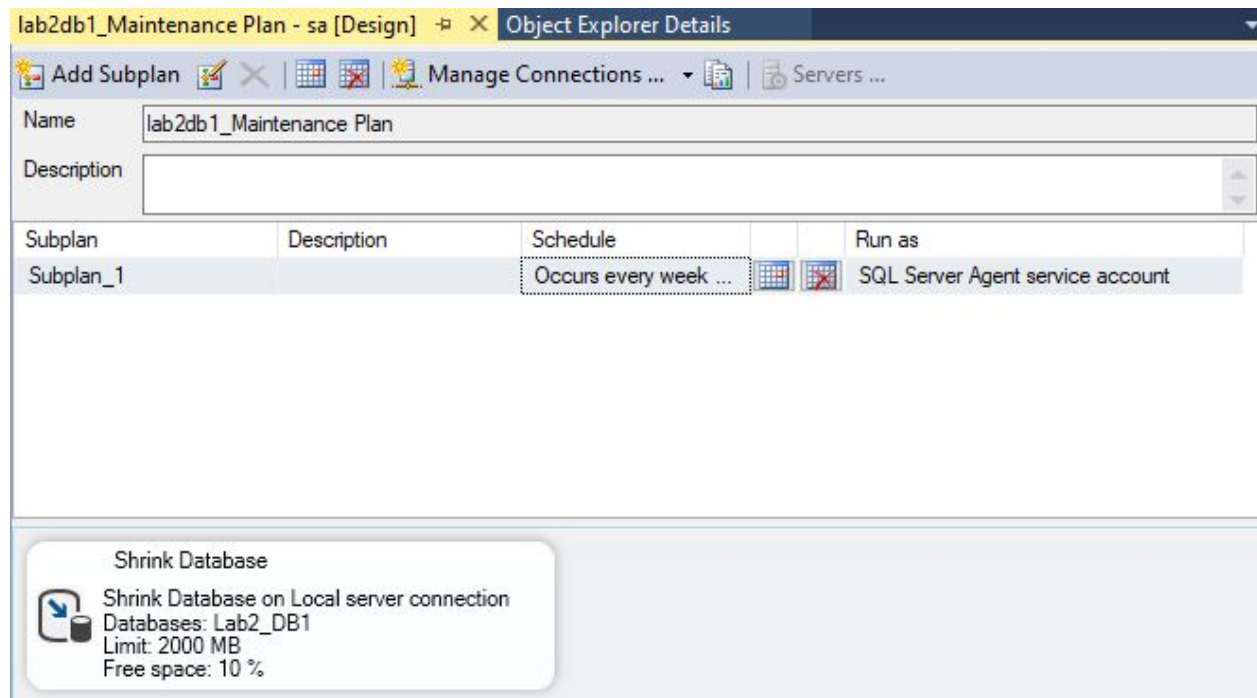 lab2db1_Maintenance Plan - sa [Design] Object Explorer Details
Add Subplan Manage Connections ... Servers ...
Name lab2db1_Maintenance Plan
Description
Subplan Description Schedule Run as
Subplan_1 Occurs every week ... SQL Server Agent service account
Shrink Database
Shrink Database on Local server connection
Databases: Lab2_DB1
Limit: 2000 MB
Free space: 10 %